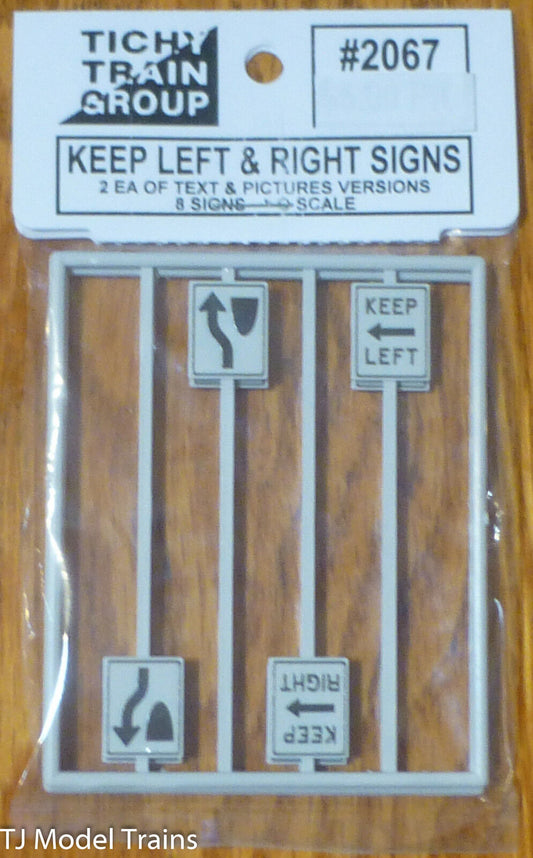 TICHY
TRAIN
GROUP
#2067
KEEP LEFT & RIGHT SIGNS
2 EA OF TEXT & PICTURES VERSIONS
8 SIGNS SCALE
KEEP
LEFT
KEEP
RIGHT
TJ Model Trains